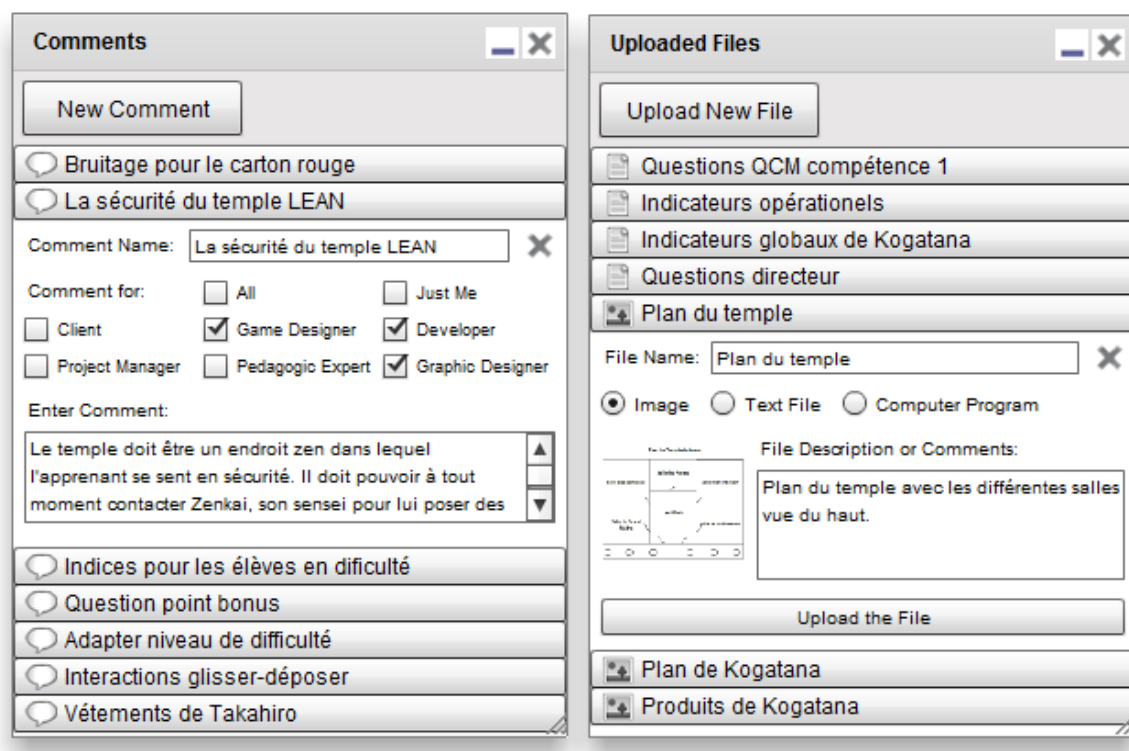 Comments
New Comment
Bruitage pour le carton rouge
La sécurité du temple LEAN
Comment Name: La sécurité du temple LEAN
Comment for: All Just Me
Client Game Designer Developer
Project Manager Pedagogic Expert Graphic Designer
Enter Comment:
Le temple doit être un endroit zen dans lequel
l'apprenant se sent en sécurité. Il doit pouvoir à tout
moment contacter Zenkai, son sensei pour lui poser des
Indices pour les élèves en dificulté
Question point bonus
Adapter niveau de difficulté
Interactions glisser-déposer
Vétements de Takahiro
Uploaded Files
Upload New File
Questions QCM compétence 1
Indicateurs opérationels
Indicateurs globaux de Kogatana
Questions directeur
Plan du temple
File Name: Plan du temple
Image Text File Computer Program
File Description or Comments:
Plan du temple avec les différentes salles
vue du haut.
Upload the File
Plan de Kogatana
Produits de Kogatana